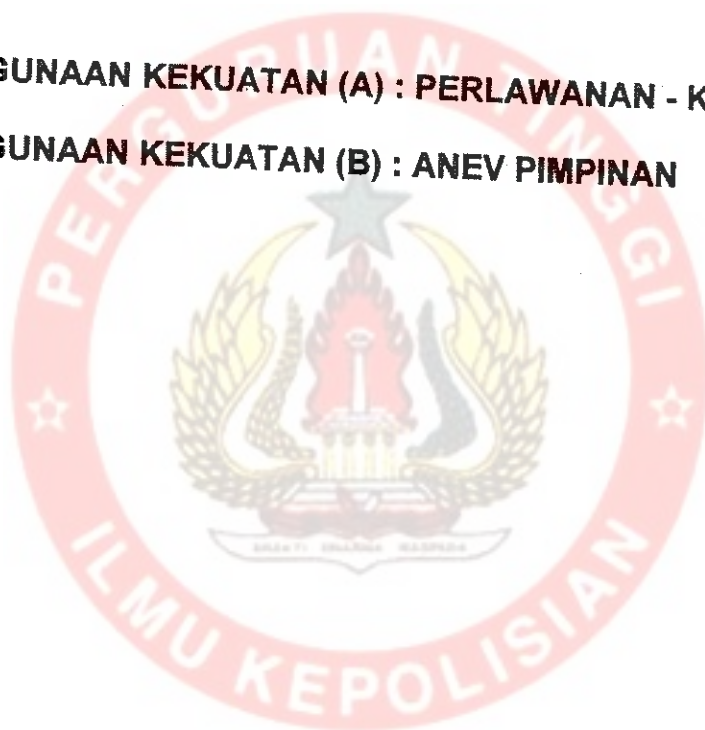 GUNAAN KEKUATAN (A) : PERLAWANAN - K
GUNAAN KEKUATAN (B) : ANEV PIMPINAN
PERGURUAN TINGGI
ILMU KEPOLISIAN